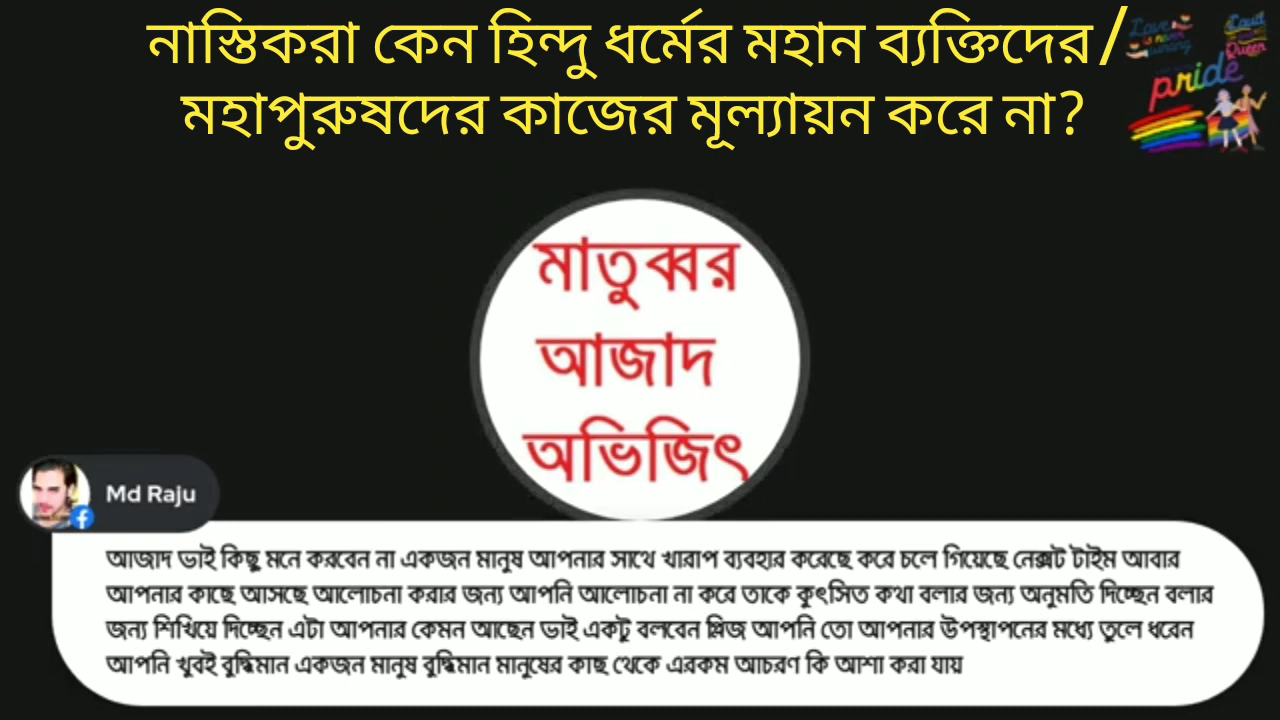 নাস্তিকরা কেন হিন্দু ধর্মের মহান ব্যক্তিদের/
মহাপুরুষদের কাজের মূল্যায়ন করে না?
pride
মাতুব্বর
আজাদ
অভিজিৎ
Md Raju
আজাদ ভাই কিছু মনে করবেন না একজন মানুষ আপনার সাথে খারাপ ব্যবহার করেছে করে চলে গিয়েছে নেক্সট টাইম আবার
আপনার কাছে আসছে আলোচনা করার জন্য আপনি আলোচনা না করে তাকে কুৎসিত কথা বলার জন্য অনুমতি দিচ্ছেন বলার
জন্য শিখিয়ে দিচ্ছেন এটা আপনার কেমন আছেন ভাই একটু বলবেন প্লিজ আপনি তো আপনার উপস্থাপনের মধ্যে তুলে ধরেন
আপনি খুবই বুদ্ধিমান একজন মানুষ বুদ্ধিমান মানুষের কাছ থেকে এরকম আচরণ কি আশা করা যায়